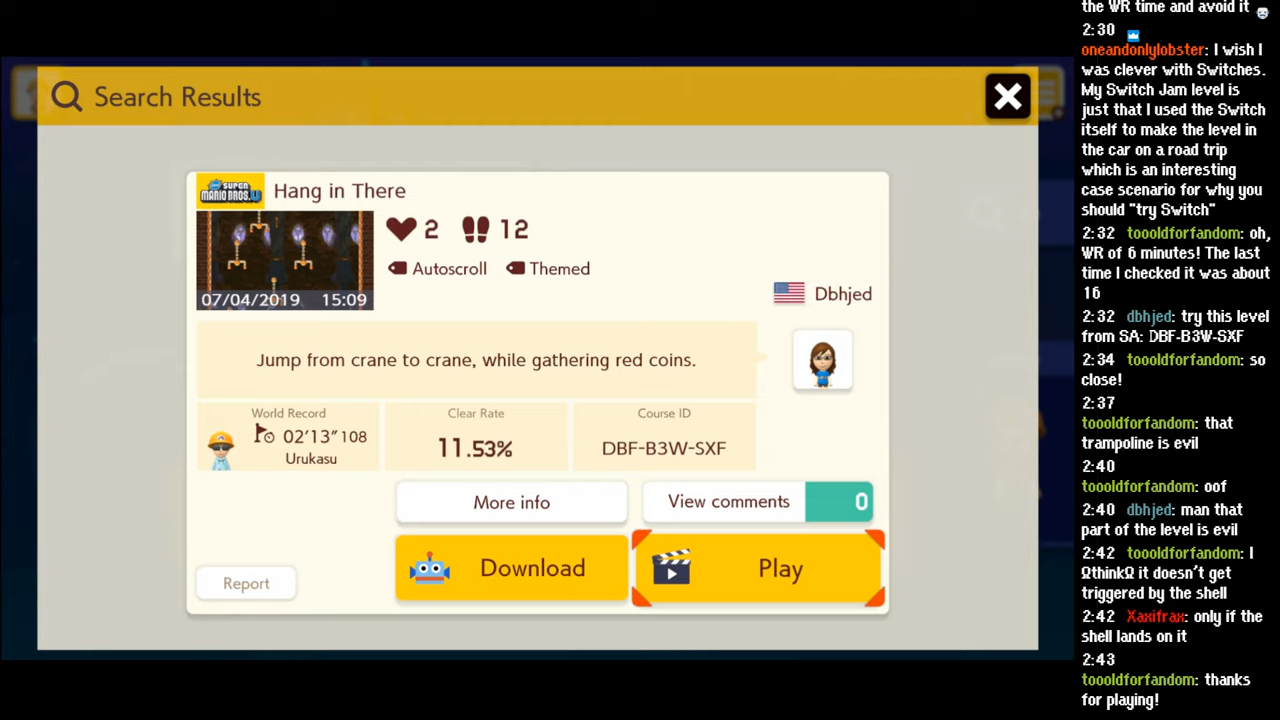 Search Results
SUPER
MARIO BROS. U
Hang in There
2
12
Autoscroll
Themed
07/04/2019 15:09
Dbhjed
Jump from crane to crane, while gathering red coins.
World Record
02'13"108
Urukasu
Clear Rate
11.53%
Course ID
DBF-B3W-SXF
More info
View comments
0
Download
Play
Report
the WR time and avoid it
2:30
oneandonlylobster: I wish I
was clever with Switches.
My Switch Jam level is
just that I used the Switch
itself to make the level in
the car on a road trip
which is an interesting
case scenario for why you
should "try Switch"
2:32 toooldforfandom: oh,
WR of 6 minutes! The last
time I checked it was about
16
2:32 dbhjed: try this level
from SA: DBF-B3W-SXF
2:34 toooldforfandom: so
close!
2:37
toooldforfandom: that
trampoline is evil
2:40
toooldforfandom: oof
2:40 dbhjed: man that
part of the level is evil
2:42 toooldforfandom: I
ΩthinkΩ it doesn't get
triggered by the shell
2:42 Xaxifrax: only if the
shell lands on it
2:43
toooldforfandom: thanks
for playing!